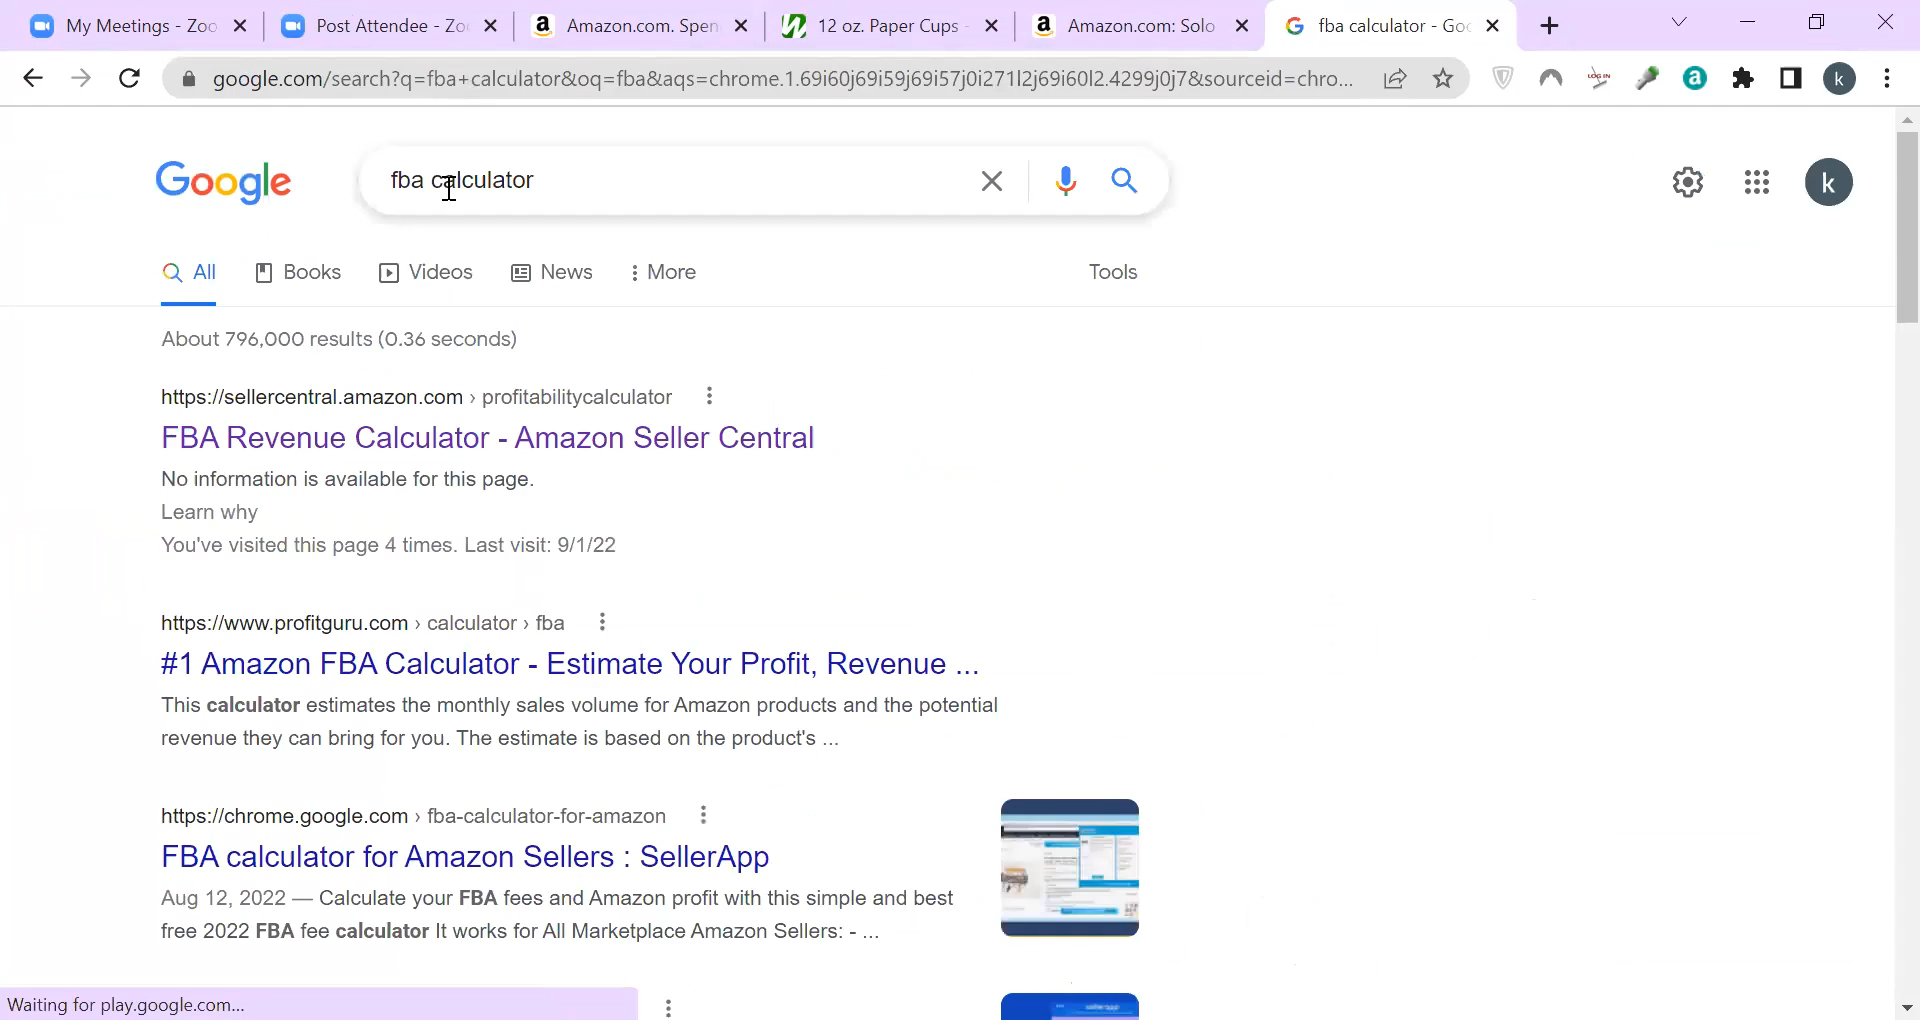 My Meetings - Zoo
Post Attendee - Zo
Amazon.com. Spen
12 oz. Paper Cups -
Amazon.com: Solo
fba calculator - Goo
google.com/search?q=fba+calculator&oq=fba&aqs=chrome.1.69i60j69i59j69i57j0i271l2j69i60l2.4299j0j7&sourceid=chro...
LOG IN
a
k
Google
fba calculator
k
All
Books
Videos
News
More
Tools
About 796,000 results (0.36 seconds)
https://sellercentral.amazon.com › profitabilitycalculator
FBA Revenue Calculator - Amazon Seller Central
No information is available for this page.
Learn why
You've visited this page 4 times. Last visit: 9/1/22
https://www.profitguru.com › calculator › fba
#1 Amazon FBA Calculator - Estimate Your Profit, Revenue ...
This calculator estimates the monthly sales volume for Amazon products and the potential
revenue they can bring for you. The estimate is based on the product's ...
https://chrome.google.com › fba-calculator-for-amazon
FBA calculator for Amazon Sellers : SellerApp
Aug 12, 2022 — Calculate your FBA fees and Amazon profit with this simple and best
free 2022 FBA fee calculator It works for All Marketplace Amazon Sellers: - ...
Waiting for play.google.com...